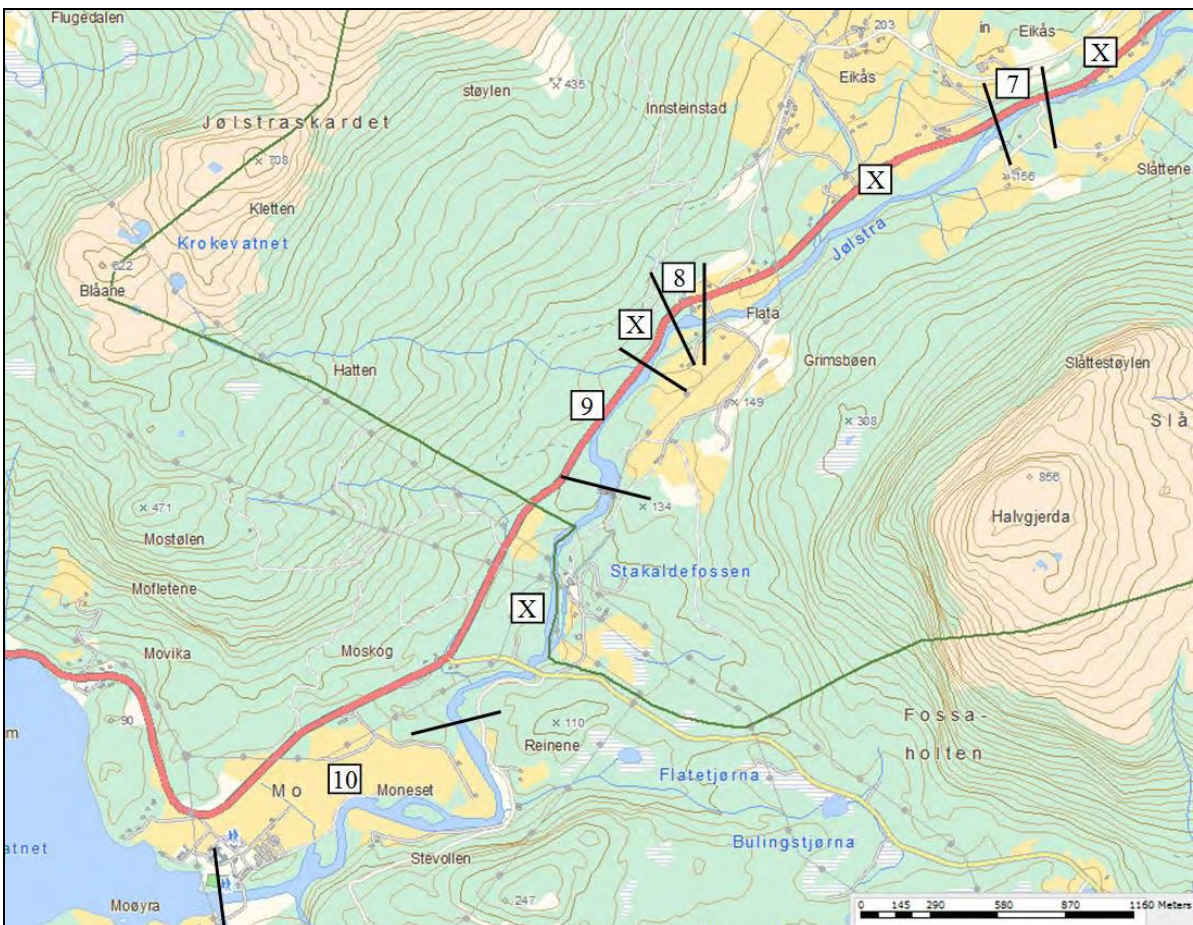 Flugedalen
203
in
Eikås
X
435
støylen
Eikås
7
Innsteinstad
Jølstraskardet
708
X
156
Slåttene
Kletten
Krokevatnet
Jølstra
622
8
Blåane
Flata
X
Slåttestøylen
Hatten
Grimsbøen
9
149
308
Slå
856
471
134
Halvgjerda
Mostølen
Stakaldefossen
Mofletene
X
Movika
Moskog
90
m
110
Fossa-
holten
Reinene
10
Mo
Moneset
Flatetjørna
atnet
Bulingstjørna
Stevollen
Moøyra
247
0 145 290 580 870 1160 Meters